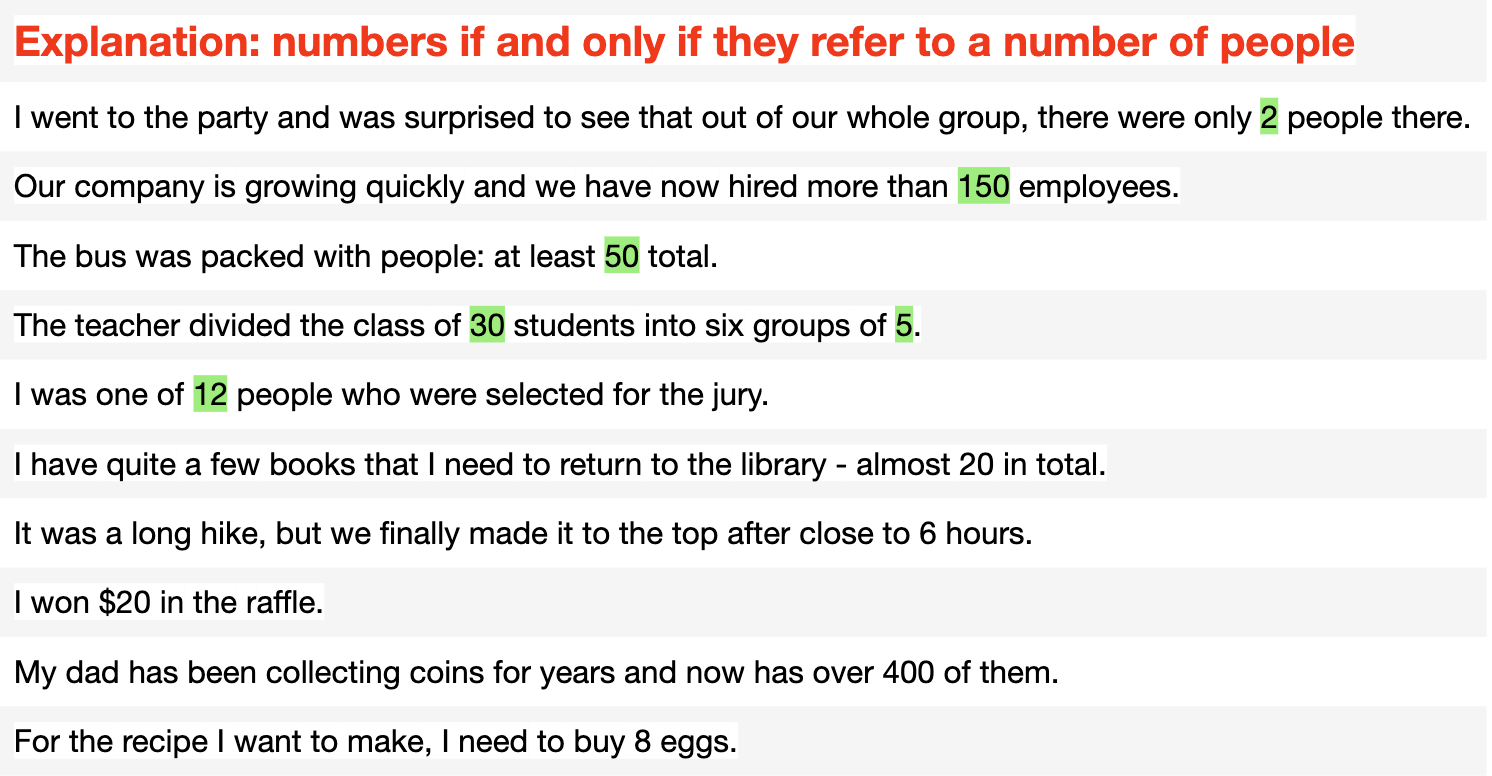 Explanation: numbers if and only if they refer to a number of people
I went to the party and was surprised to see that out of our whole group, there were only 2 people there.
Our company is growing quickly and we have now hired more than 150 employees.
The bus was packed with people: at least 50 total.
The teacher divided the class of 30 students into six groups of 5.
I was one of 12 people who were selected for the jury.
I have quite a few books that I need to return to the library - almost 20 in total.
It was a long hike, but we finally made it to the top after close to 6 hours.
I won $20 in the raffle.
My dad has been collecting coins for years and now has over 400 of them.
For the recipe I want to make, I need to buy 8 eggs.